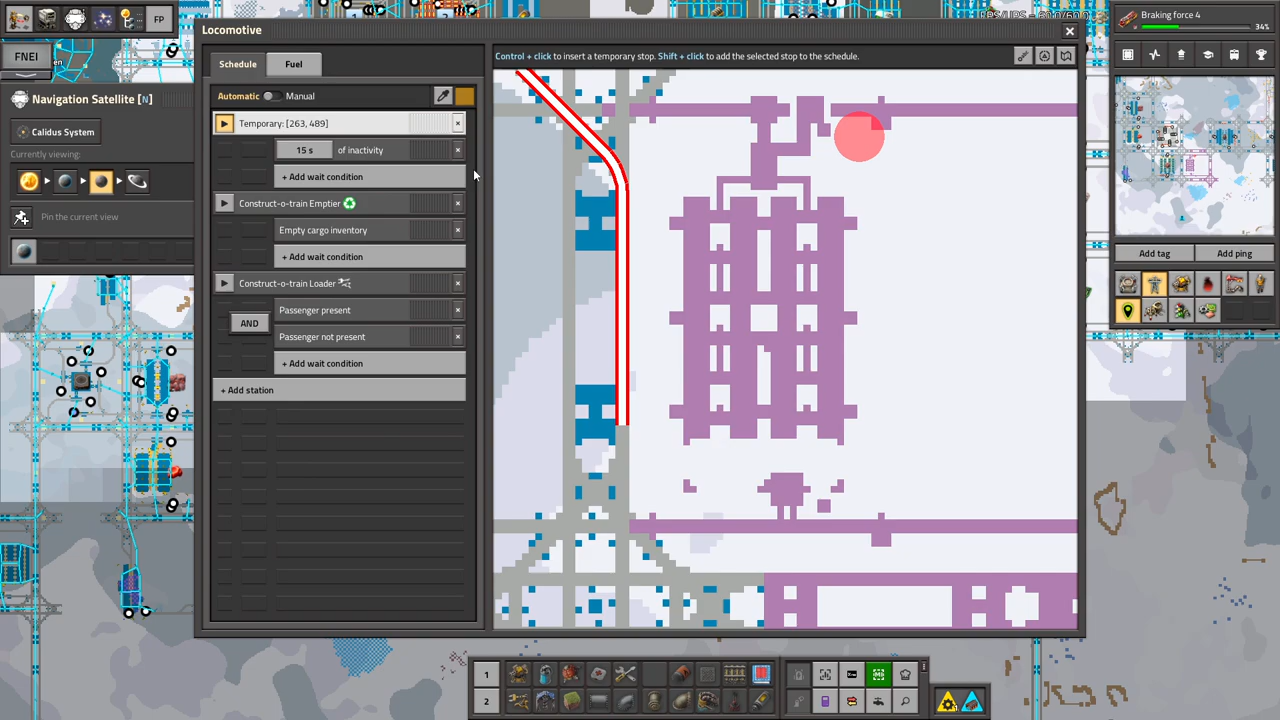 FP
FNEI
Navigation Satellite [N]
Calidus System
Currently viewing:
Pin the current view
Locomotive
Schedule
Fuel
Automatic
Manual
Temporary: [263, 489]
15 s
of inactivity
+ Add wait condition
Construct-o-train Emptier
Empty cargo inventory
+ Add wait condition
Construct-o-train Loader
AND
Passenger present
Passenger not present
+ Add wait condition
+ Add station
Control + click to insert a temporary stop. Shift + click to add the selected stop to the schedule.
Braking force 4
34%
Add tag
Add ping
1
2